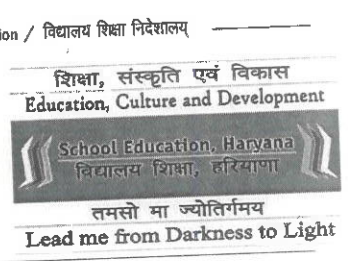 ion / विद्यालय शिक्षा निदेशालय
शिक्षा, संस्कृति एवं विकास
Education, Culture and Development
School Education, Haryana
विद्यालय शिक्षा, हरियाणा
तमसो मा ज्योतिर्गमय
Lead me from Darkness to Light